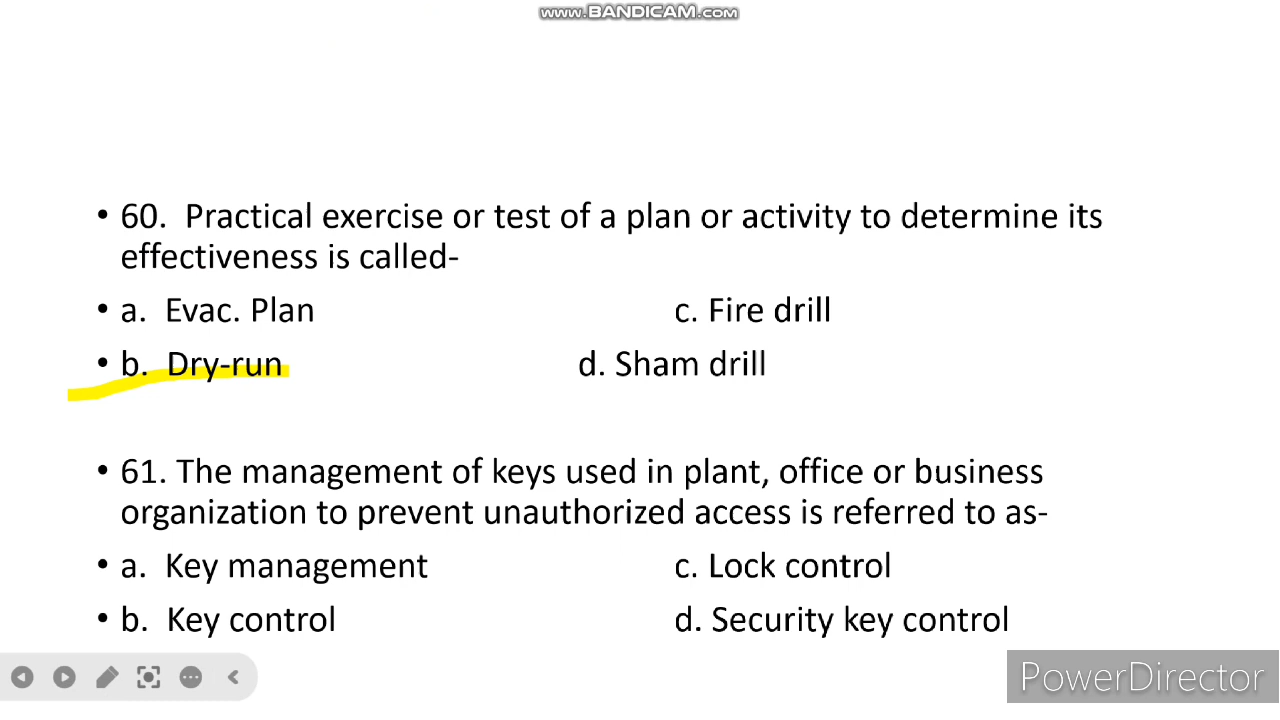 www.BANDICAM.com
• 60.  Practical exercise or test of a plan or activity to determine its
effectiveness is called-
• a.  Evac. Plan c. Fire drill
• b.  Dry-run d. Sham drill
• 61. The management of keys used in plant, office or business
organization to prevent unauthorized access is referred to as-
• a.  Key management c. Lock control
• b.  Key control d. Security key control
PowerDirector